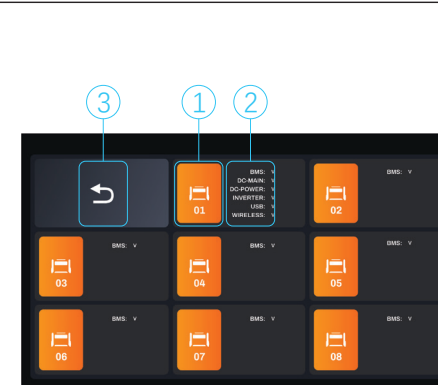 3 1 2
BMS: v
DC-MAIN: v
DC-POWER: v
INVERTER: v
USB: v
WIRELESS: v
01
BMS: v
02
BMS: v
03
BMS: v
04
BMS: v
05
BMS: v
06
BMS: v
07
BMS: v
08